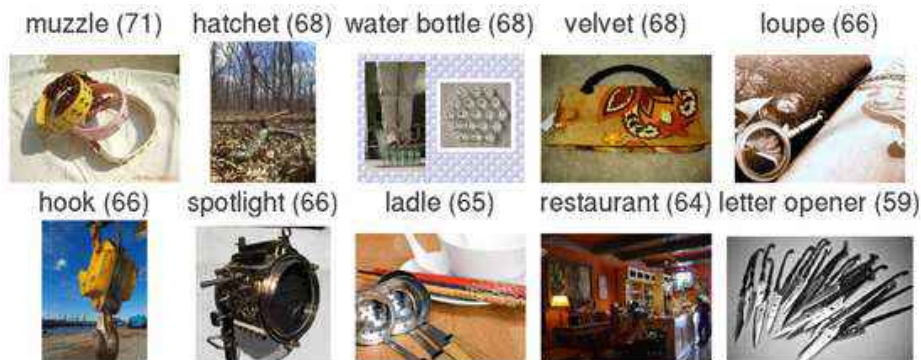 muzzle (71) hatchet (68) water bottle (68) velvet (68) loupe (66)
hook (66) spotlight (66) ladle (65) restaurant (64) letter opener (59)